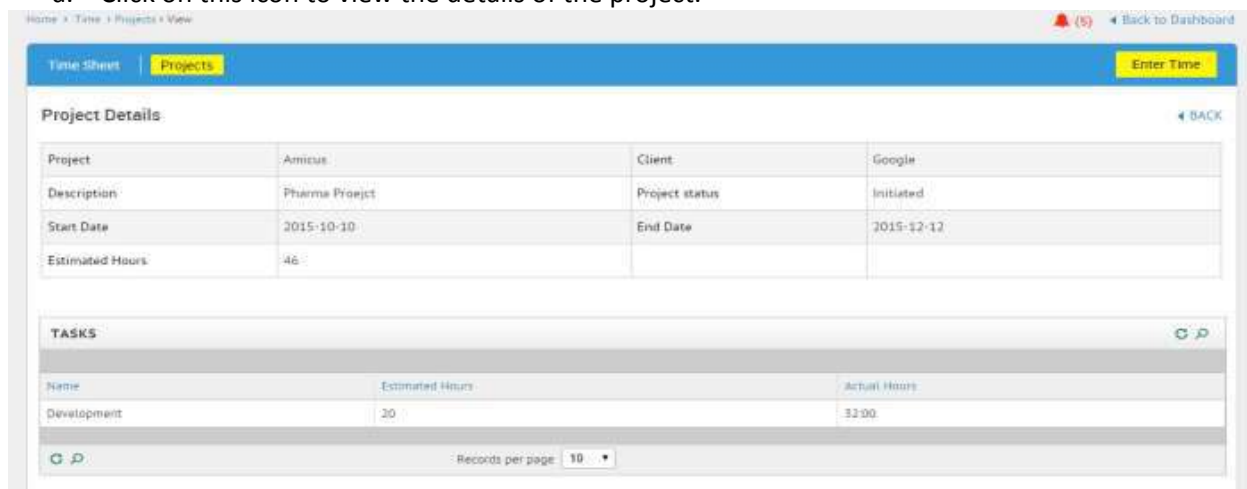 a. Click on this icon to view the details of the project.
Home > Time > Projects > View (5) Back to Dashboard
Time Sheet Projects Enter Time
Project Details BACK
Project Amicus Client Google
Description Pharma Proejct Project status Initiated
Start Date 2015-10-10 End Date 2015-12-12
Estimated Hours 46
TASKS
Name Estimated Hours Actual Hours
Development 20 32:00
Records per page 10